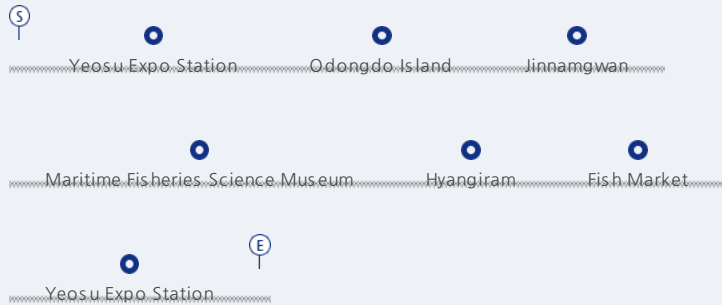 S
Yeosu Expo Station Odongdo Island Jinnamgwan
Maritime Fisheries Science Museum Hyangiram Fish Market
E
Yeosu Expo Station